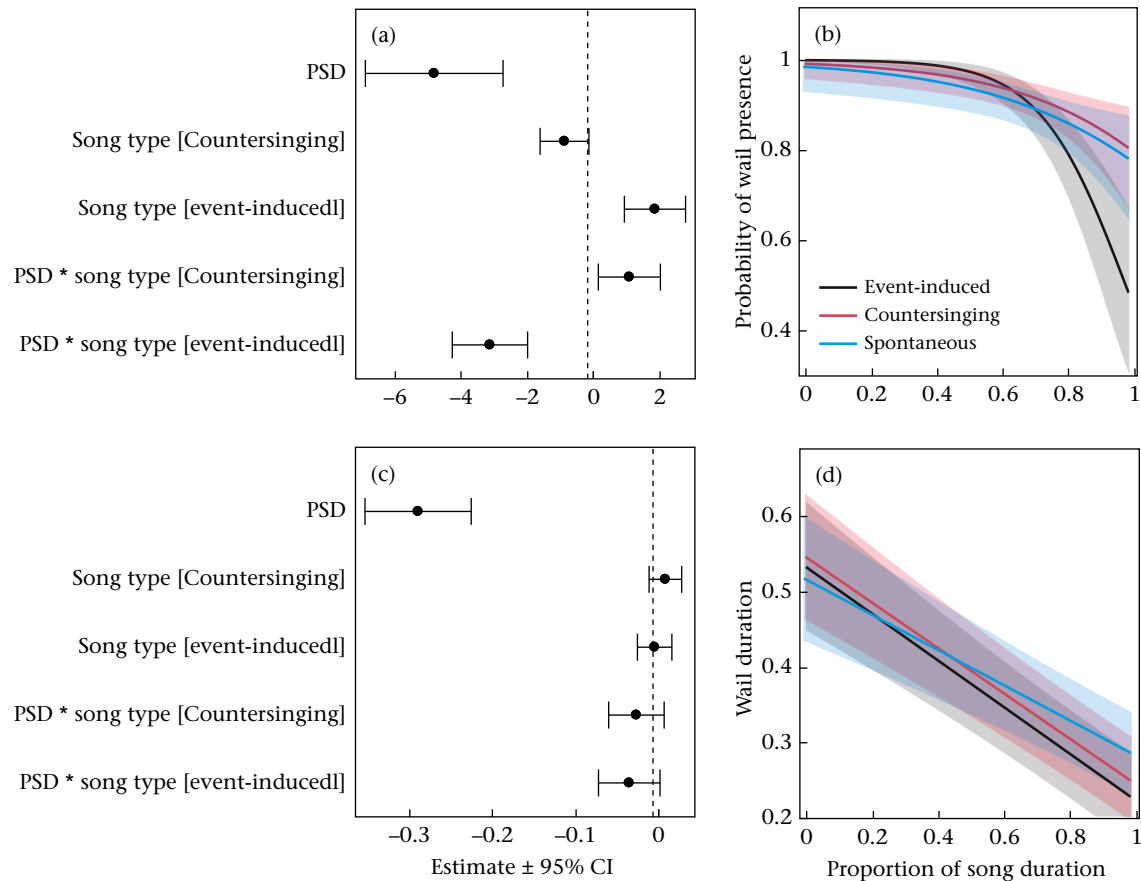 (a)
PSD
Song type [Countersinging]
Song type [event-inducedl]
PSD * song type [Countersinging]
PSD * song type [event-inducedl]
−6 −4 −2 0 2
(b)
Probability of wail presence
1
0.8
0.6
0.4
Event-induced
Countersinging
Spontaneous
0 0.2 0.4 0.6 0.8 1
(c)
PSD
Song type [Countersinging]
Song type [event-inducedl]
PSD * song type [Countersinging]
PSD * song type [event-inducedl]
−0.3 −0.1 −0.1 0
Estimate ± 95% CI
(d)
Wail duration
0.6
0.5
0.4
0.3
0.2
0 0.2 0.4 0.6 0.8 1
Proportion of song duration